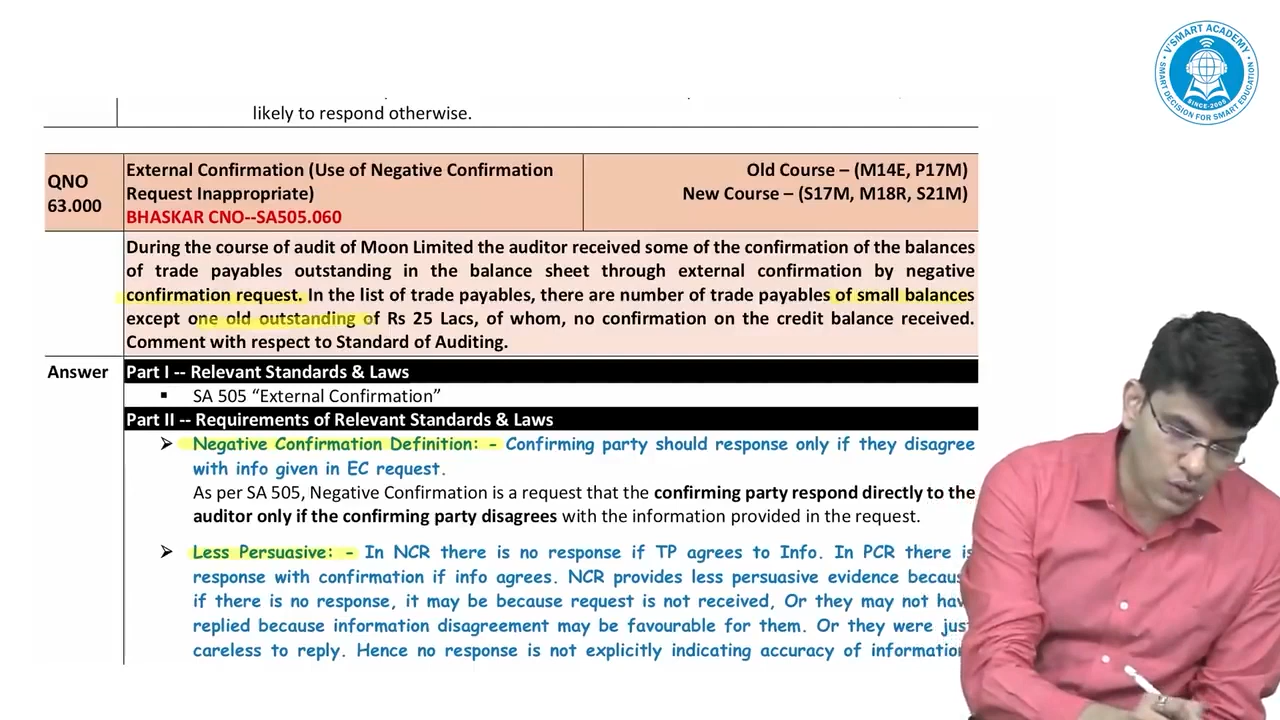 V'SMART ACADEMY
SMART DECISION FOR SMART EDUCATION
SINCE-2006
likely to respond otherwise.
QNO
63.000
External Confirmation (Use of Negative Confirmation
Request Inappropriate)
BHASKAR CNO--SA505.060
Old Course – (M14E, P17M)
New Course – (S17M, M18R, S21M)
During the course of audit of Moon Limited the auditor received some of the confirmation of the balances
of trade payables outstanding in the balance sheet through external confirmation by negative
confirmation request. In the list of trade payables, there are number of trade payables of small balances
except one old outstanding of Rs 25 Lacs, of whom, no confirmation on the credit balance received.
Comment with respect to Standard of Auditing.
Answer
Part I -- Relevant Standards & Laws
▪ SA 505 “External Confirmation”
Part II -- Requirements of Relevant Standards & Laws
➢ Negative Confirmation Definition: - Confirming party should response only if they disagree
with info given in EC request.
As per SA 505, Negative Confirmation is a request that the confirming party respond directly to the
auditor only if the confirming party disagrees with the information provided in the request.
➢ Less Persuasive: - In NCR there is no response if TP agrees to Info. In PCR there is
response with confirmation if info agrees. NCR provides less persuasive evidence becau
if there is no response, it may be because request is not received, Or they may not hav
replied because information disagreement may be favourable for them. Or they were jus
careless to reply. Hence no response is not explicitly indicating accuracy of information